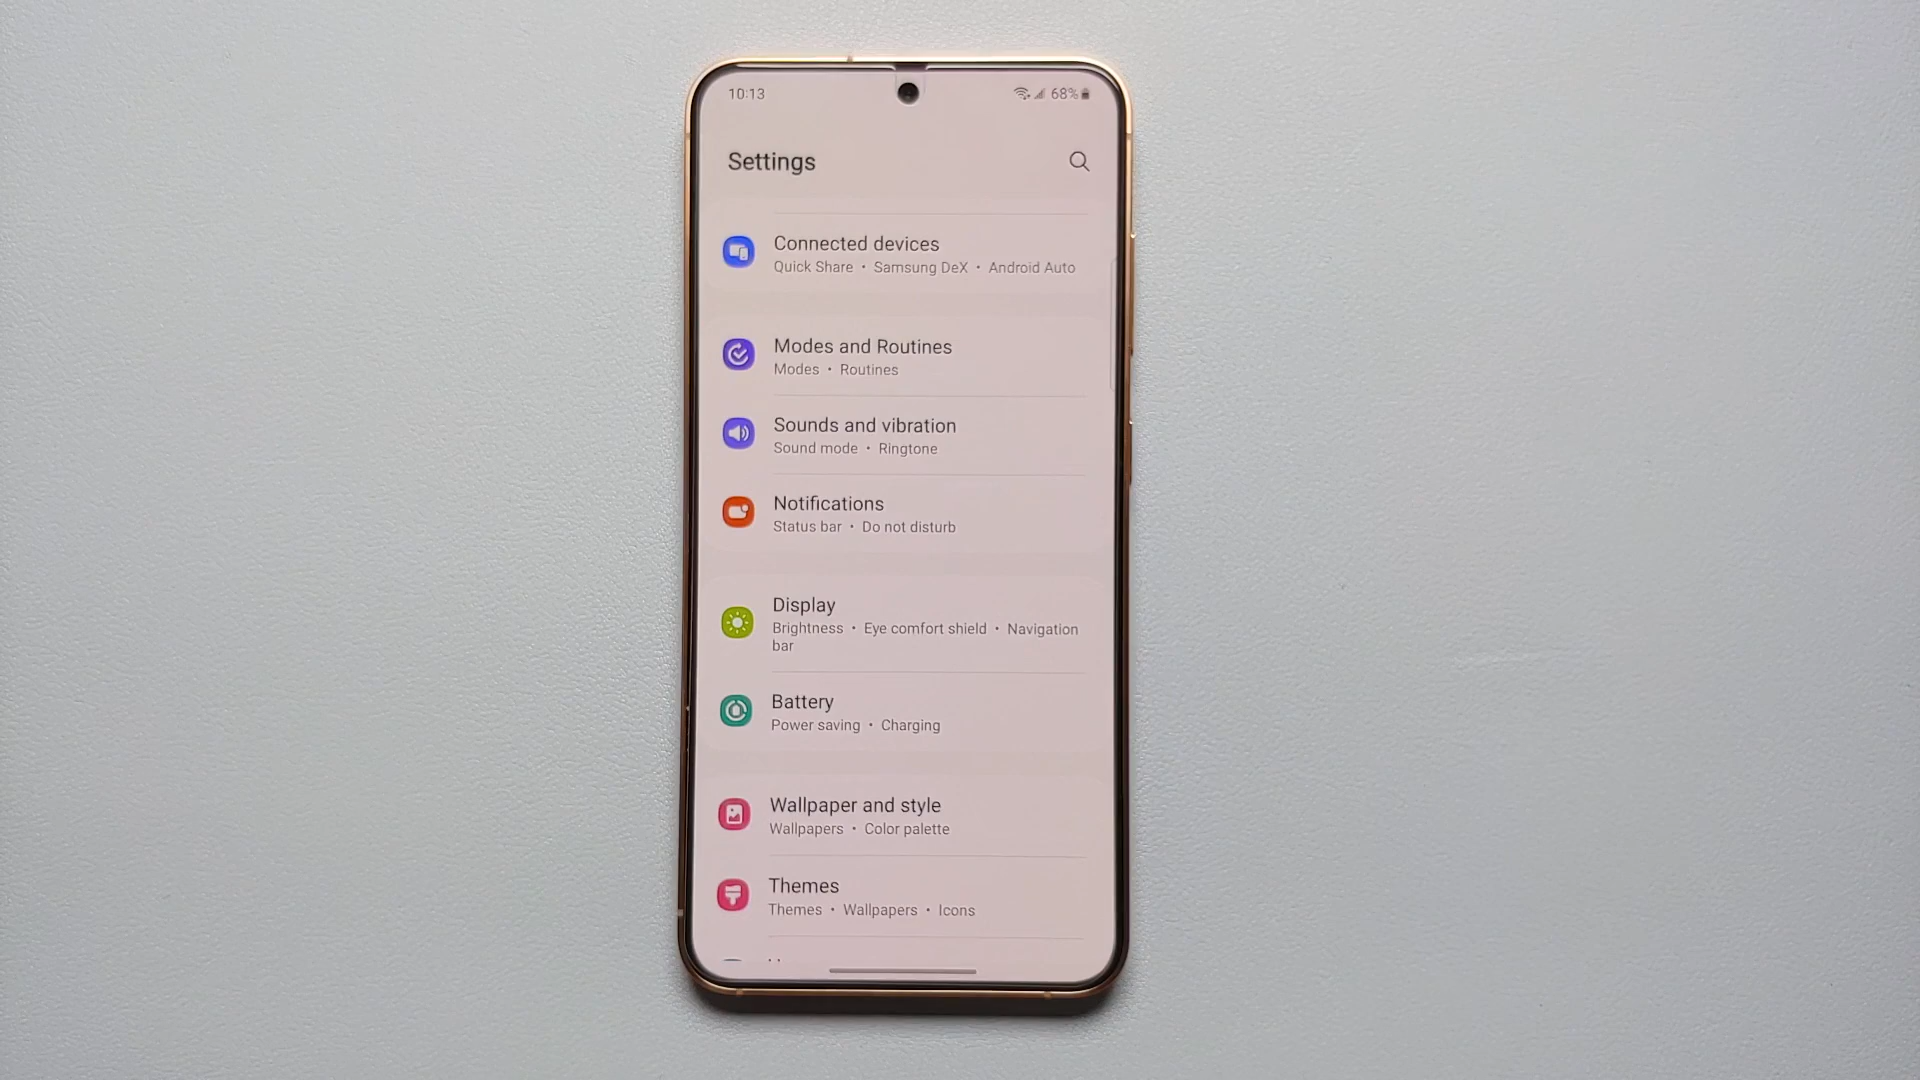 10:13
68%
Settings
Connected devices
Quick Share • Samsung DeX • Android Auto
Modes and Routines
Modes • Routines
Sounds and vibration
Sound mode • Ringtone
Notifications
Status bar • Do not disturb
Display
Brightness • Eye comfort shield • Navigation
bar
Battery
Power saving • Charging
Wallpaper and style
Wallpapers • Color palette
Themes
Themes • Wallpapers • Icons